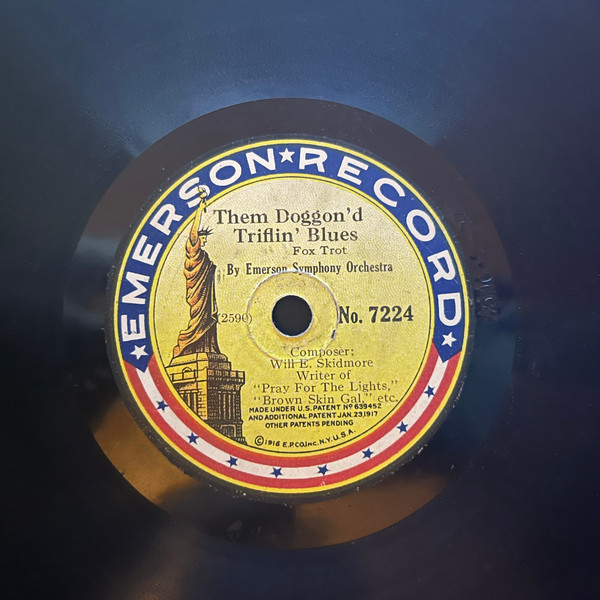 EMERSON★RECORD
Them Doggon'd
Triflin' Blues
Fox Trot
By Emerson Symphony Orchestra
(2590)
No. 7224
Composer;
Will E. Skidmore
Writer of
"Pray For The Lights,"
"Brown Skin Gal," etc.
MADE UNDER U.S. PATENT Nº 639452
AND ADDITIONAL PATENT JAN. 23, 1917
OTHER PATENTS PENDING
©1916 E.P.CO.Inc. N.Y.U.S.A.